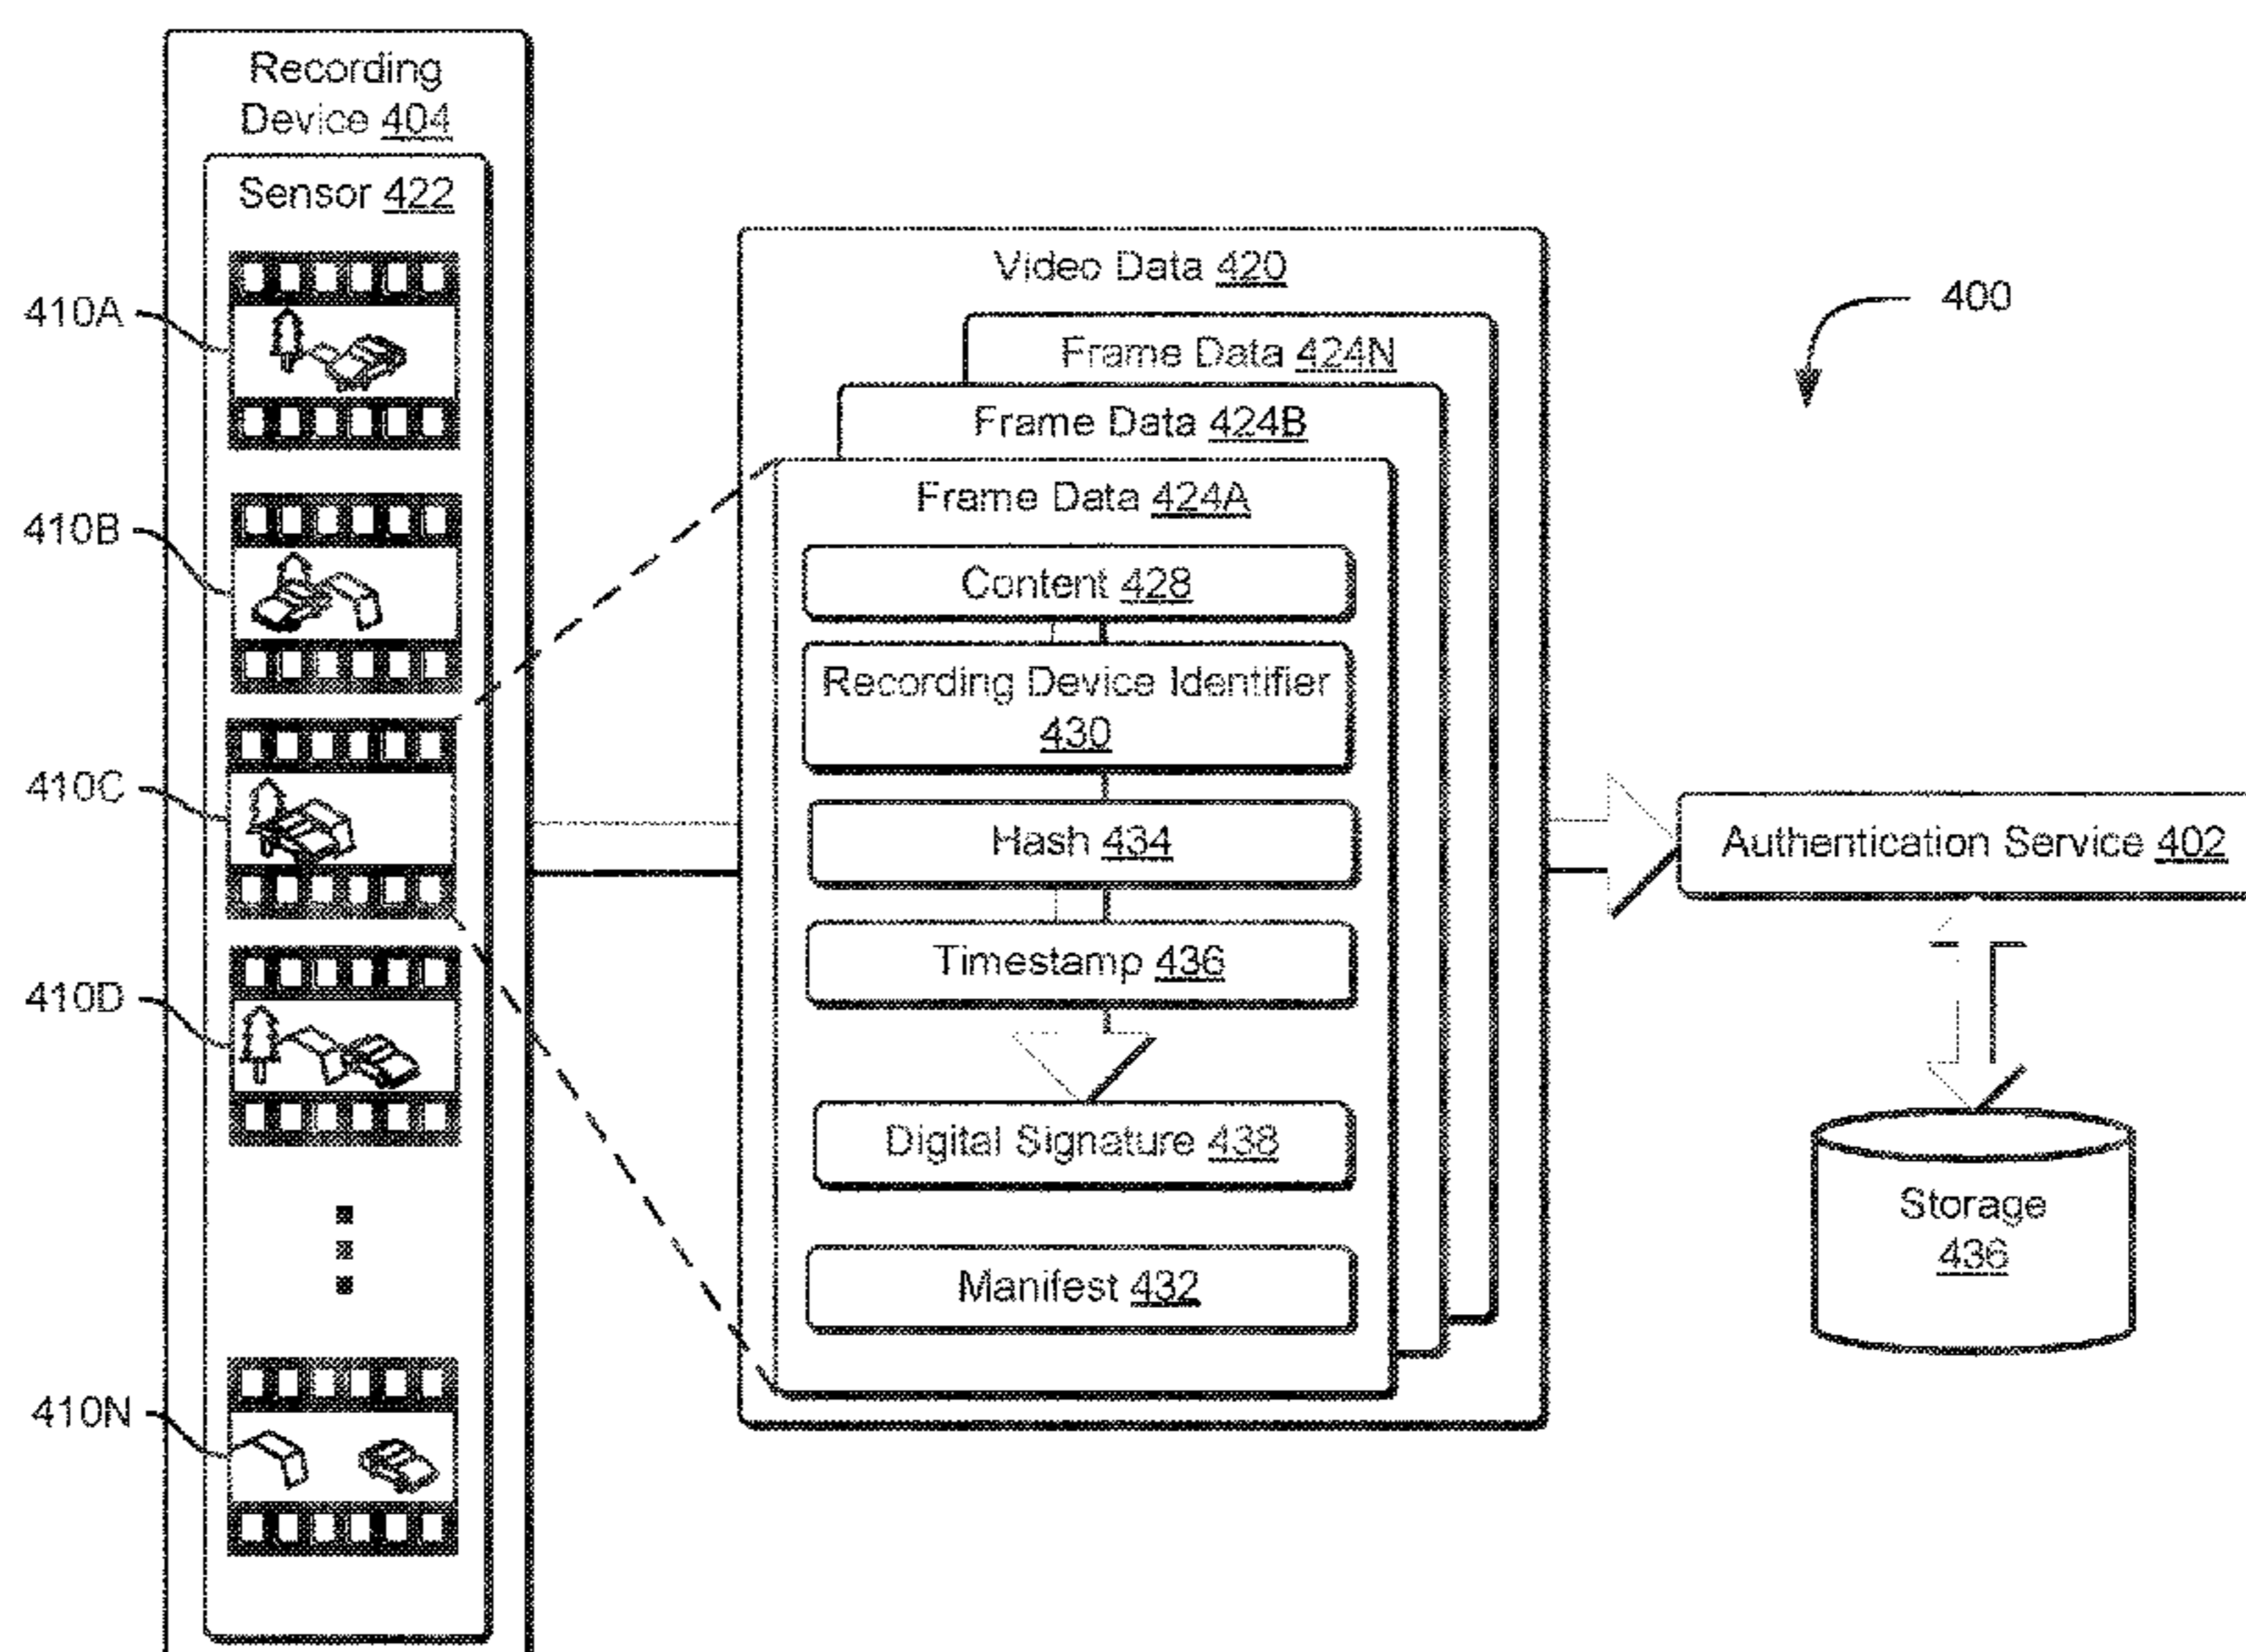 Recording
Device 404
Sensor 422
410A
410B
410C
410D
410N
Video Data 420
Frame Data 424N
Frame Data 424B
Frame Data 424A
Content 428
Recording Device Identifier
430
Hash 434
Timestamp 436
Digital Signature 438
Manifest 432
400
Authentication Service 402
Storage
436